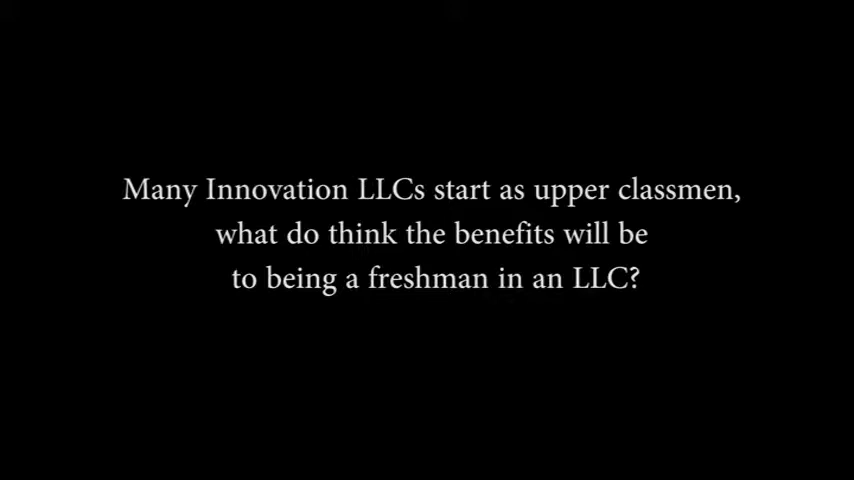 Many Innovation LLCs start as upper classmen,
what do think the benefits will be
to being a freshman in an LLC?